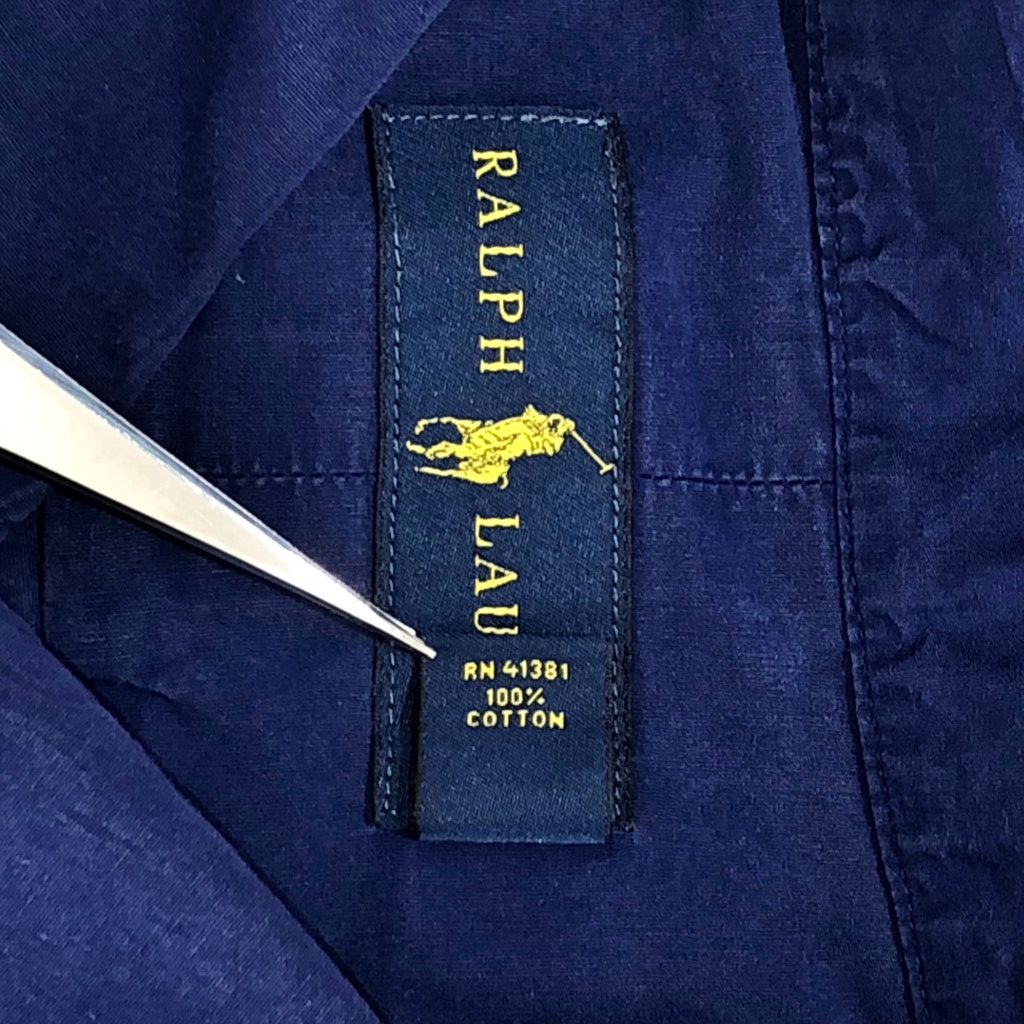 RALPH LAU
RN 41381
100%
COTTON